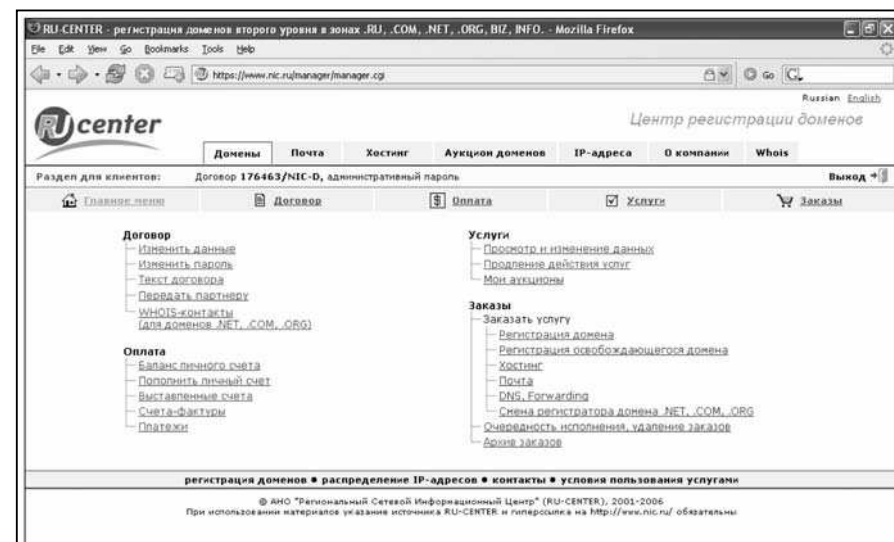 RU-CENTER - регистрация доменов второго уровня в зонах .RU, .COM, .NET, .ORG, BIZ, INFO. - Mozilla Firefox
File Edit View Go Bookmarks Tools Help
https://www.nic.ru/manager/manager.cgi Go G
Russian English
RU center Центр регистрации доменов
Домены Почта Хостинг Аукцион доменов IP-адреса О компании Whois
Раздел для клиентов: Договор 176463/NIC-D, административный пароль Выход
Главное меню Договор $ Оплата Услуги Заказы
Договор
Изменить данные
Изменить пароль
Текст договора
Передать партнеру
WHOIS-контакты
(для доменов .NET, .COM, .ORG)
Оплата
Баланс личного счета
Пополнить личный счет
Выставленные счета
Счета-фактуры
Платежи
Услуги
Просмотр и изменение данных
Продление действия услуг
Мои аукционы
Заказы
Заказать услугу
Регистрация домена
Регистрация освобождающегося домена
Хостинг
Почта
DNS, Forwarding
Смена регистратора домена .NET, .COM, .ORG
Очередность исполнения, удаление заказов
Архив заказов
регистрация доменов • распределение IP-адресов • контакты • условия пользования услугами
© АНО "Региональный Сетевой Информационный Центр" (RU-CENTER), 2001-2006
При использовании материалов указание источника RU-CENTER и гиперссылка на http://www.nic.ru/ обязательны